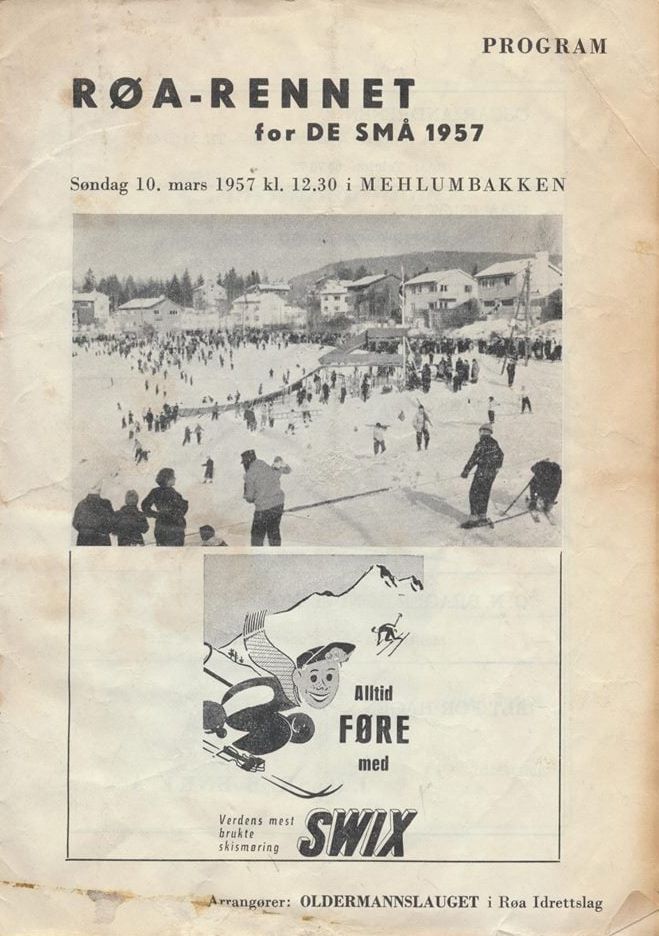 PROGRAM
RØA-RENNET
for DE SMÅ 1957
Søndag 10. mars 1957 kl. 12.30 i MEHLUMBAKKEN
Alltid
FØRE
med
Verdens mest
brukte
skismøring
SWIX
Arrangører: OLDERMANNSLAUGET i Røa Idrettslag